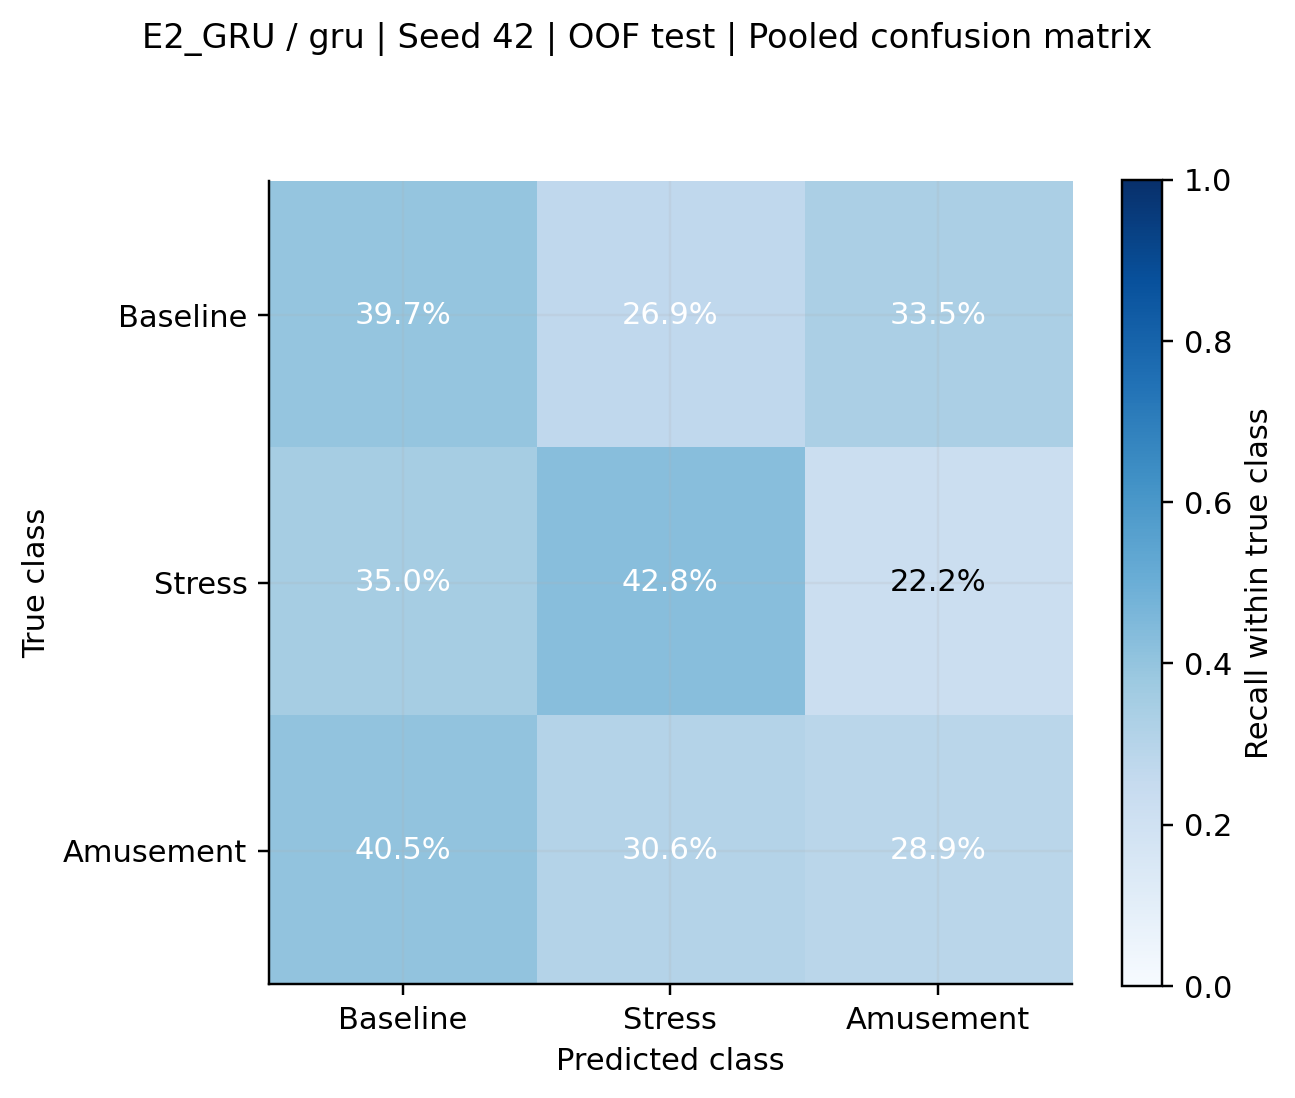 E2_GRU / gru | Seed 42 | OOF test | Pooled confusion matrix
Baseline
39.7%
26.9%
33.5%
Stress
35.0%
42.8%
22.2%
Amusement
40.5%
30.6%
28.9%
Baseline
Stress
Amusement
Predicted class
True class
1.0
0.8
0.6
0.4
0.2
0.0
Recall within true class